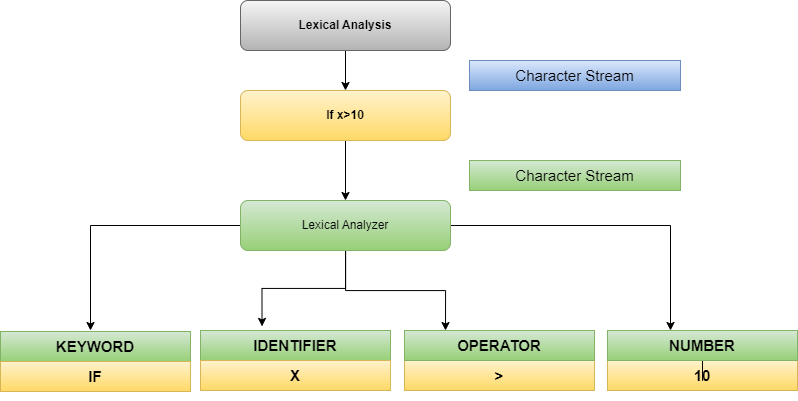 Lexical Analysis
Character Stream
If x>10
Character Stream
Lexical Analyzer
KEYWORD
IDENTIFIER
OPERATOR
NUMBER
IF
X
>
10